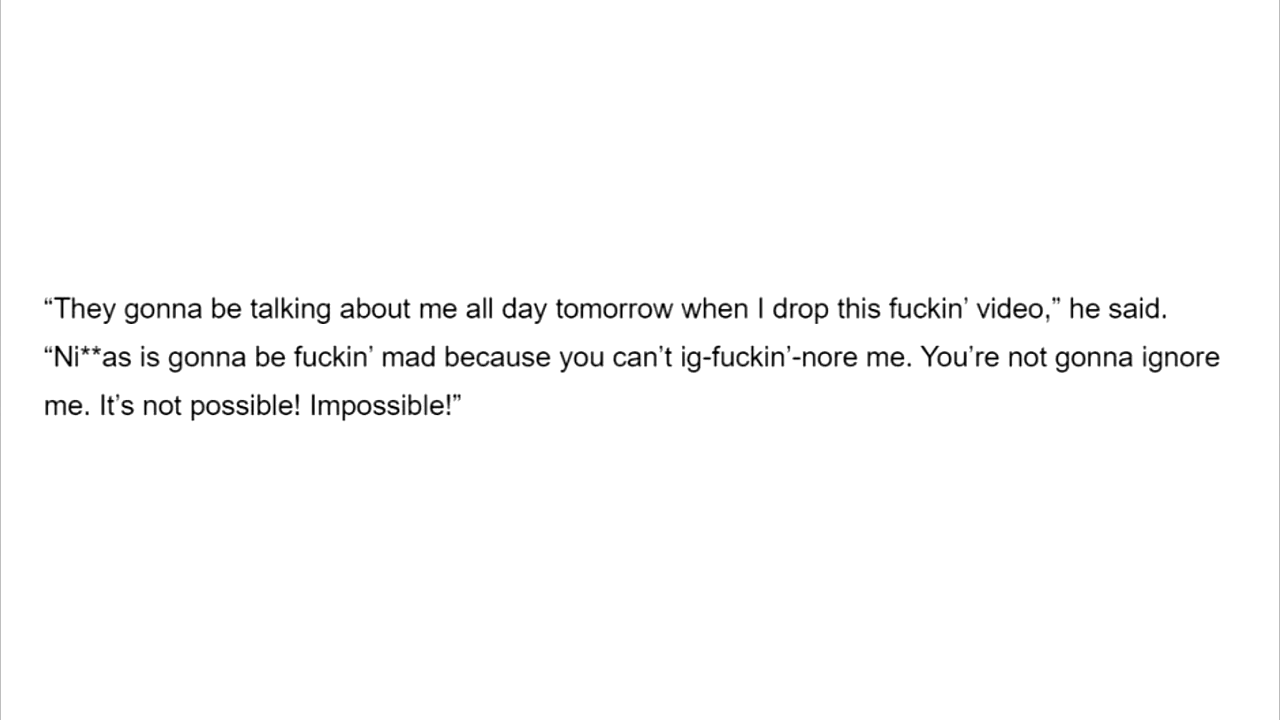 “They gonna be talking about me all day tomorrow when I drop this fuckin’ video,” he said.
“Ni**as is gonna be fuckin’ mad because you can’t ig-fuckin’-nore me. You’re not gonna ignore
me. It’s not possible! Impossible!”